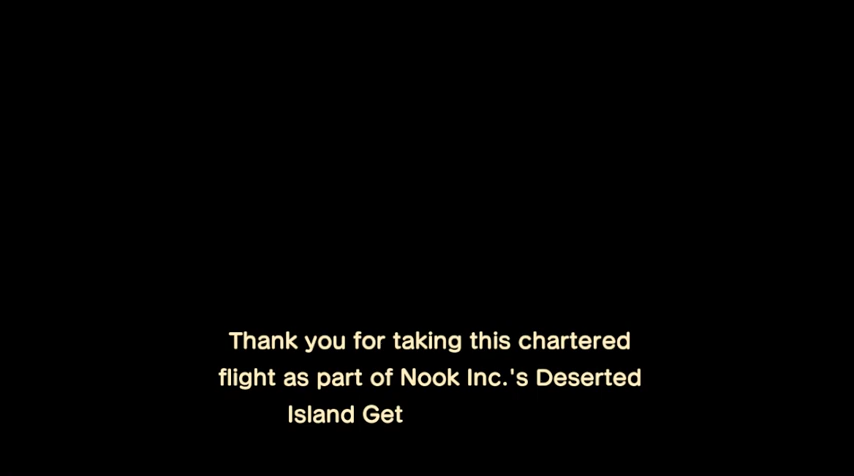 Thank you for taking this chartered
flight as part of Nook Inc.'s Deserted
Island Get